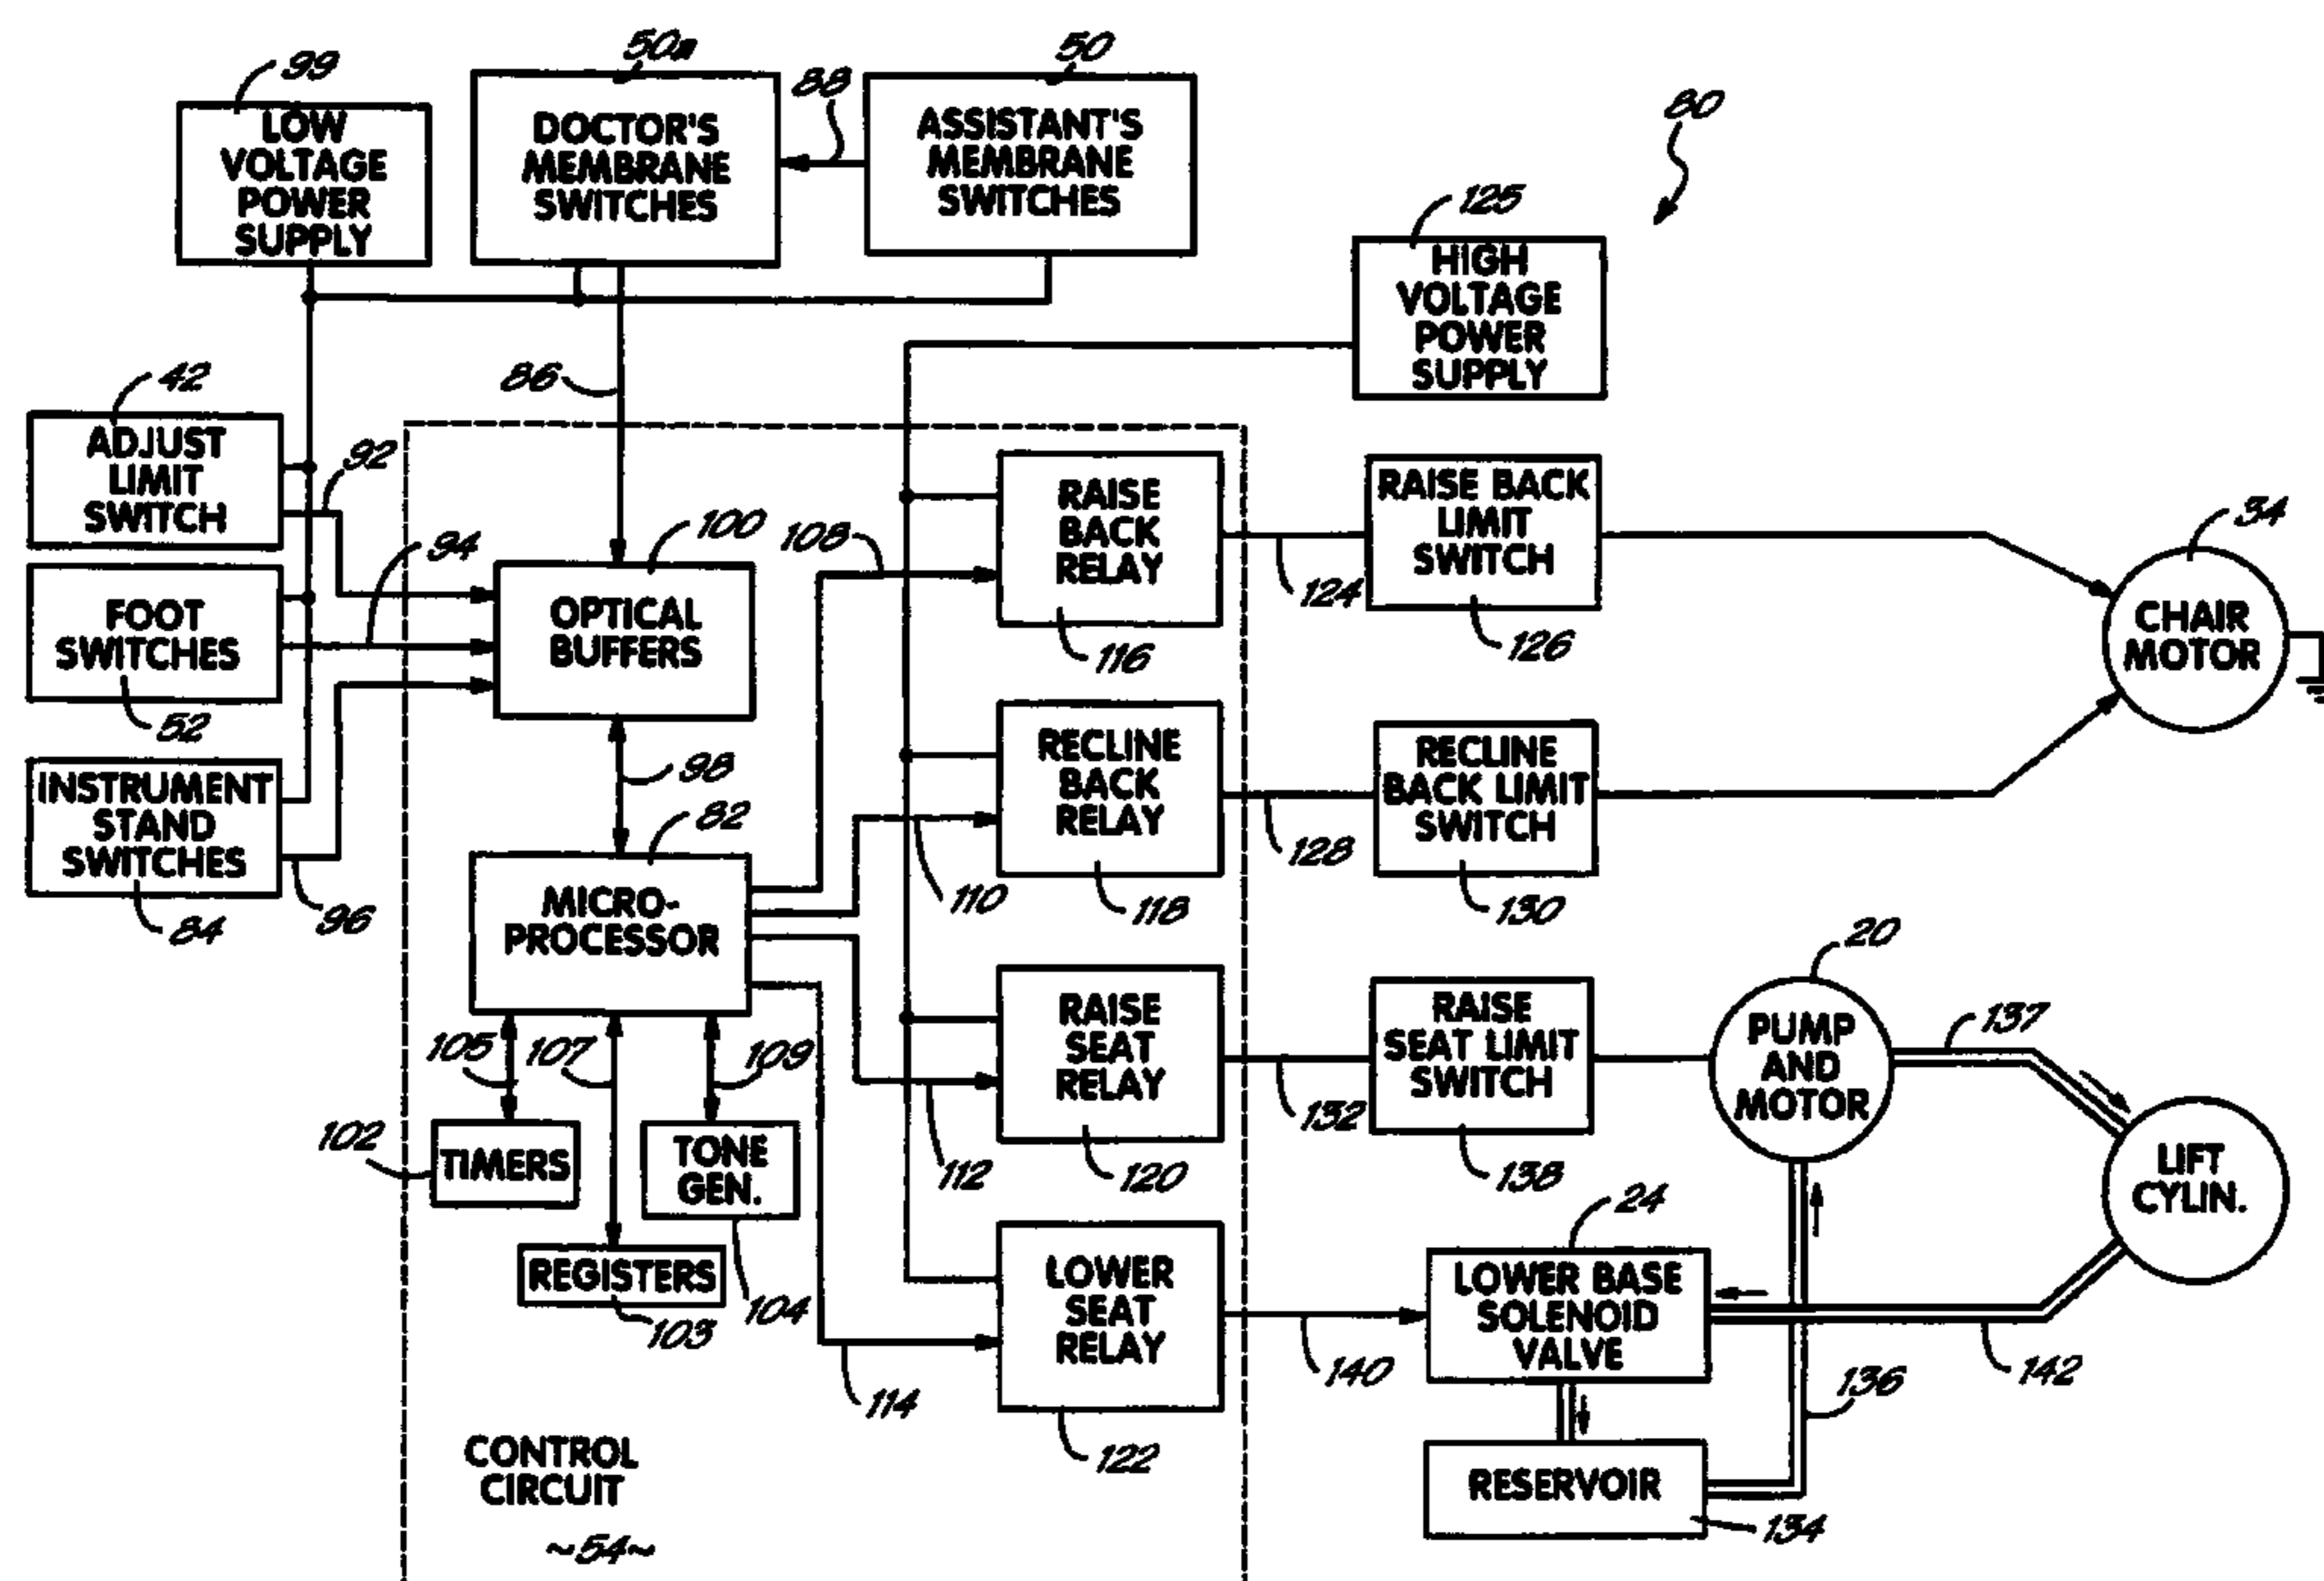 99
LOW
VOLTAGE
POWER
SUPPLY
50a
DOCTOR'S
MEMBRANE
SWITCHES
88
50
ASSISTANT'S
MEMBRANE
SWITCHES
80
125
HIGH
VOLTAGE
POWER
SUPPLY
86
42
ADJUST
LIMIT
SWITCH
92
FOOT
SWITCHES
52
94
INSTRUMENT
STAND
SWITCHES
84
96
100
OPTICAL
BUFFERS
98
82
MICRO-
PROCESSOR
105
107
109
102
TIMERS
TONE
GEN.
104
REGISTERS
103
108
110
112
114
RAISE
BACK
RELAY
116
RECLINE
BACK
RELAY
118
RAISE
SEAT
RELAY
120
LOWER
SEAT
RELAY
122
CONTROL
CIRCUIT
~54~
124
RAISE BACK
LIMIT
SWITCH
126
34
CHAIR
MOTOR
128
RECLINE
BACK LIMIT
SWITCH
130
132
RAISE
SEAT LIMIT
SWITCH
138
20
PUMP
AND
MOTOR
137
LIFT
CYLIN.
140
24
LOWER BASE
SOLENOID
VALVE
142
136
RESERVOIR
134